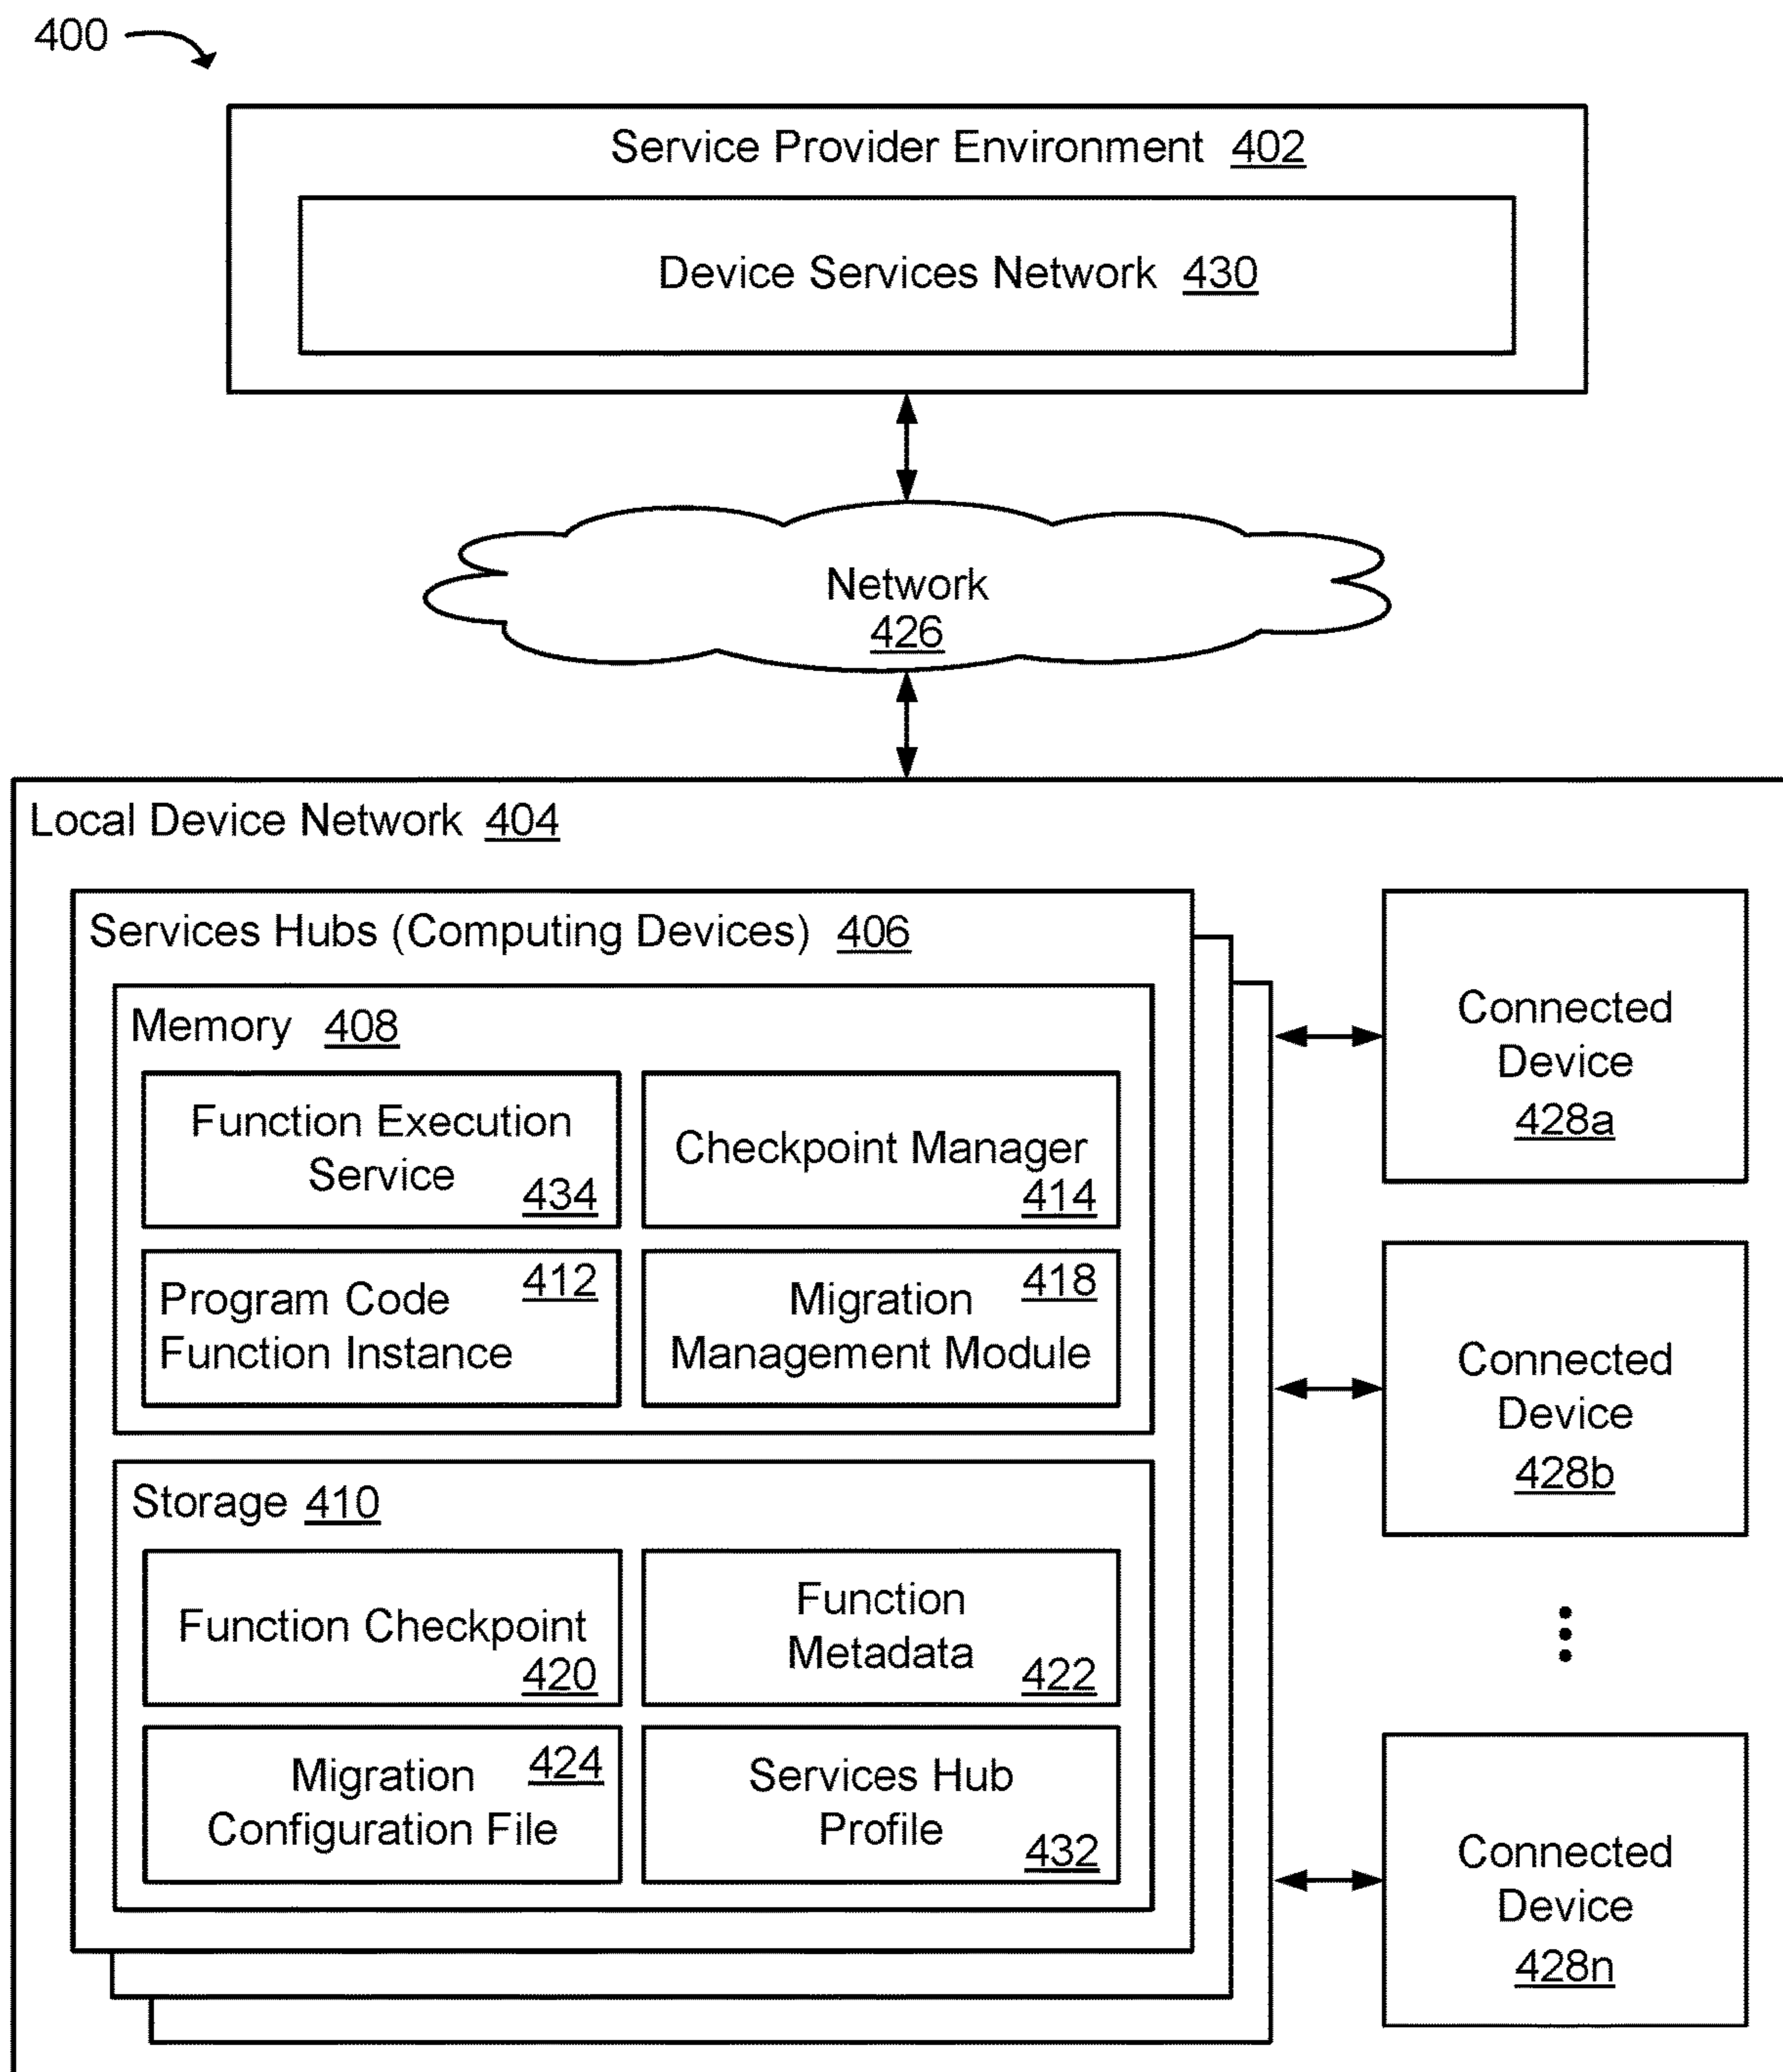 400
Service Provider Environment 402
Device Services Network 430
Network
426
Local Device Network 404
Services Hubs (Computing Devices) 406
Memory 408
Function Execution
Service 434
Checkpoint Manager
414
Program Code 412
Function Instance
Migration 418
Management Module
Storage 410
Function Checkpoint
420
Function
Metadata 422
Migration 424
Configuration File
Services Hub
Profile 432
Connected
Device
428a
Connected
Device
428b
Connected
Device
428n